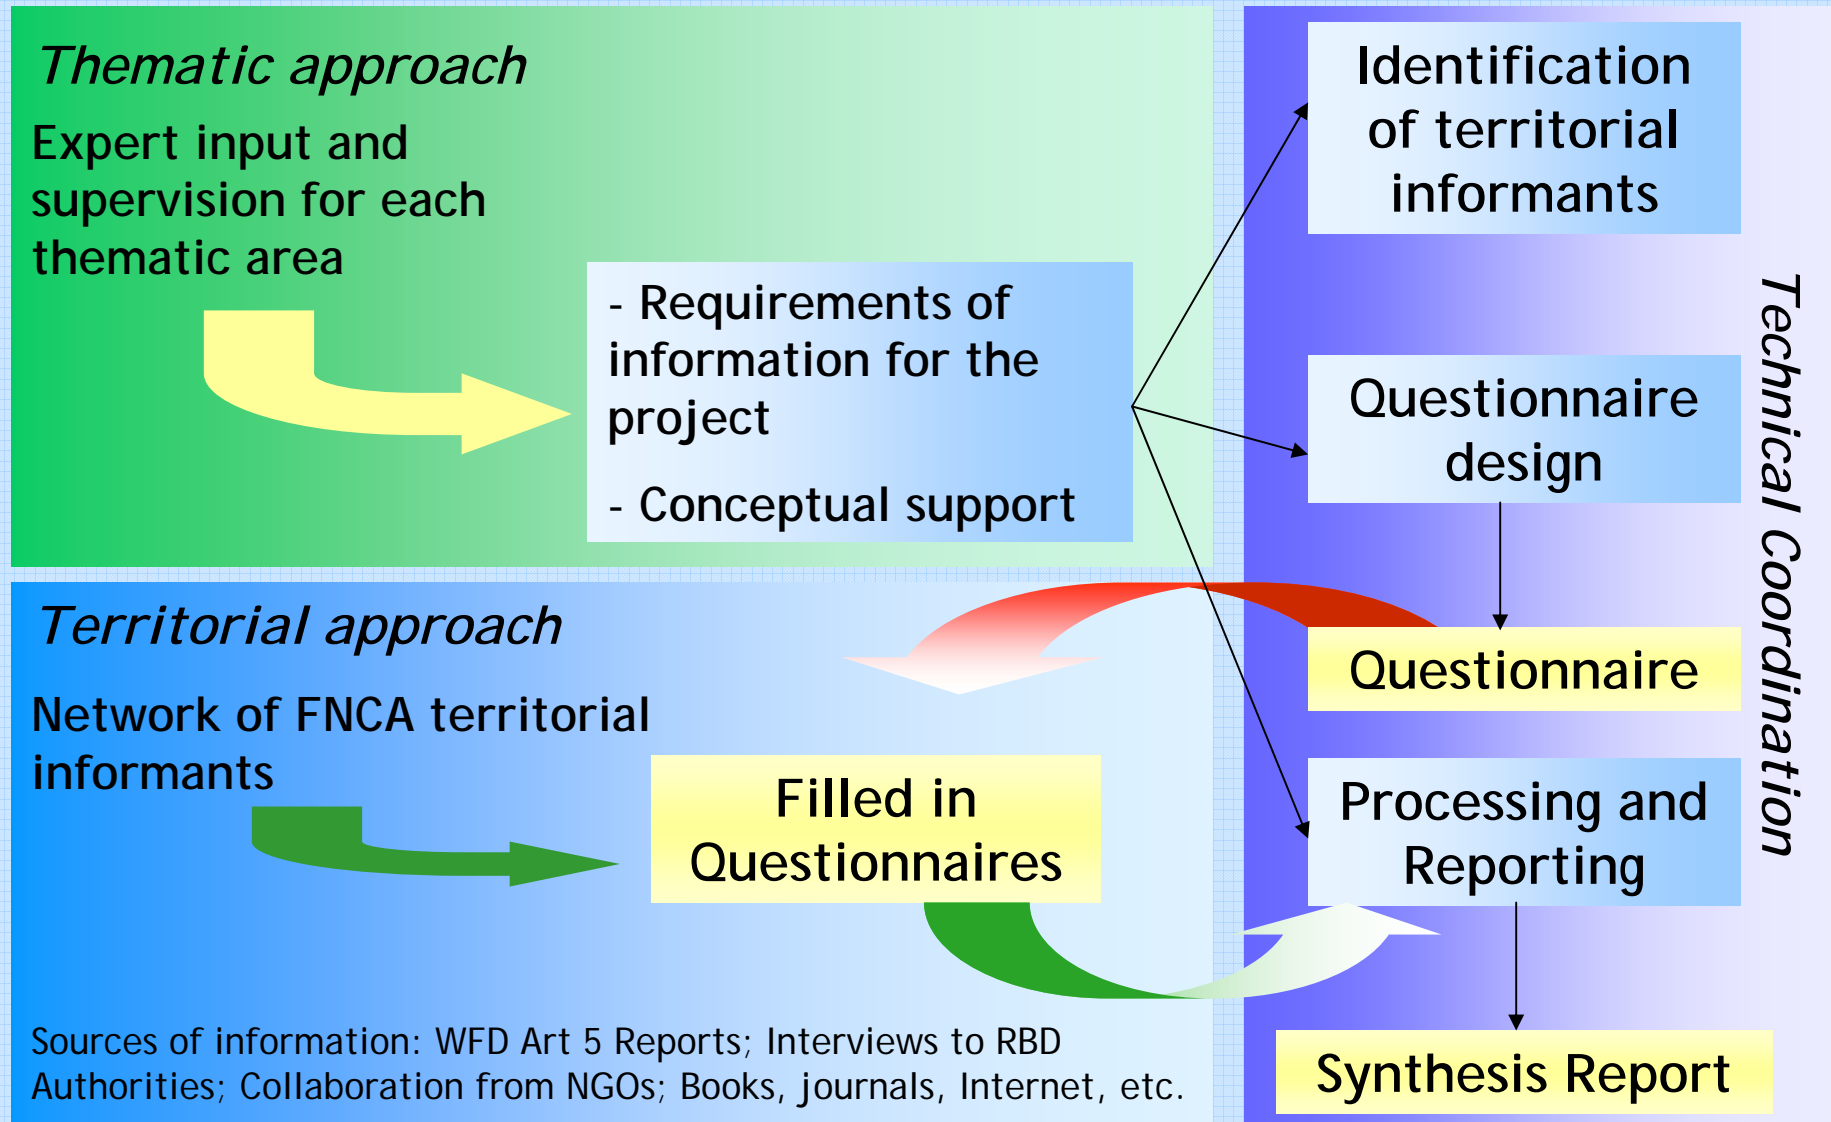 Thematic approach
Expert input and
supervision for each
thematic area
- Requirements of
information for the
project
- Conceptual support
Territorial approach
Network of FNCA territorial
informants
Filled in
Questionnaires
Sources of information: WFD Art 5 Reports; Interviews to RBD
Authorities; Collaboration from NGOs; Books, journals, Internet, etc.
Identification
of territorial
informants
Questionnaire
design
Questionnaire
Processing and
Reporting
Synthesis Report
Technical Coordination